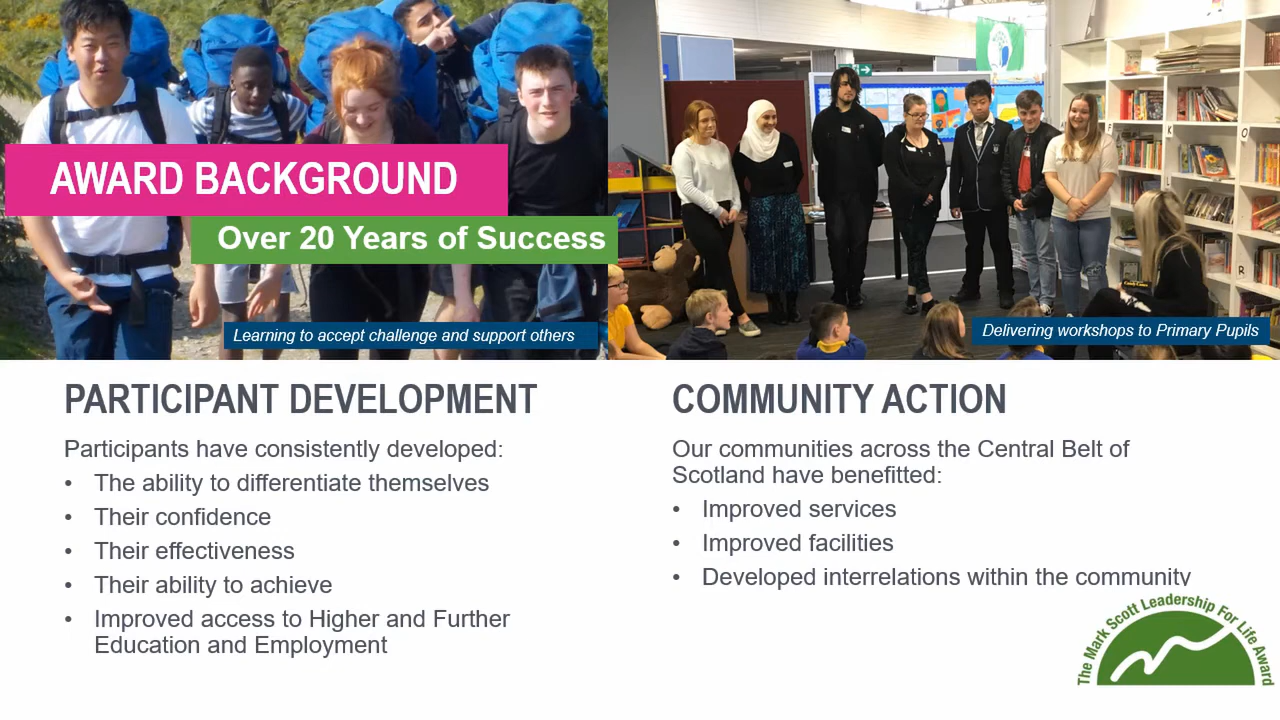 AWARD BACKGROUND
Over 20 Years of Success
Learning to accept challenge and support others
Delivering workshops to Primary Pupils
PARTICIPANT DEVELOPMENT
Participants have consistently developed:
• The ability to differentiate themselves
• Their confidence
• Their effectiveness
• Their ability to achieve
• Improved access to Higher and Further
Education and Employment
COMMUNITY ACTION
Our communities across the Central Belt of
Scotland have benefitted:
• Improved services
• Improved facilities
• Developed interrelations within the community
The Mark Scott Leadership For Life Award
F
K
O
R